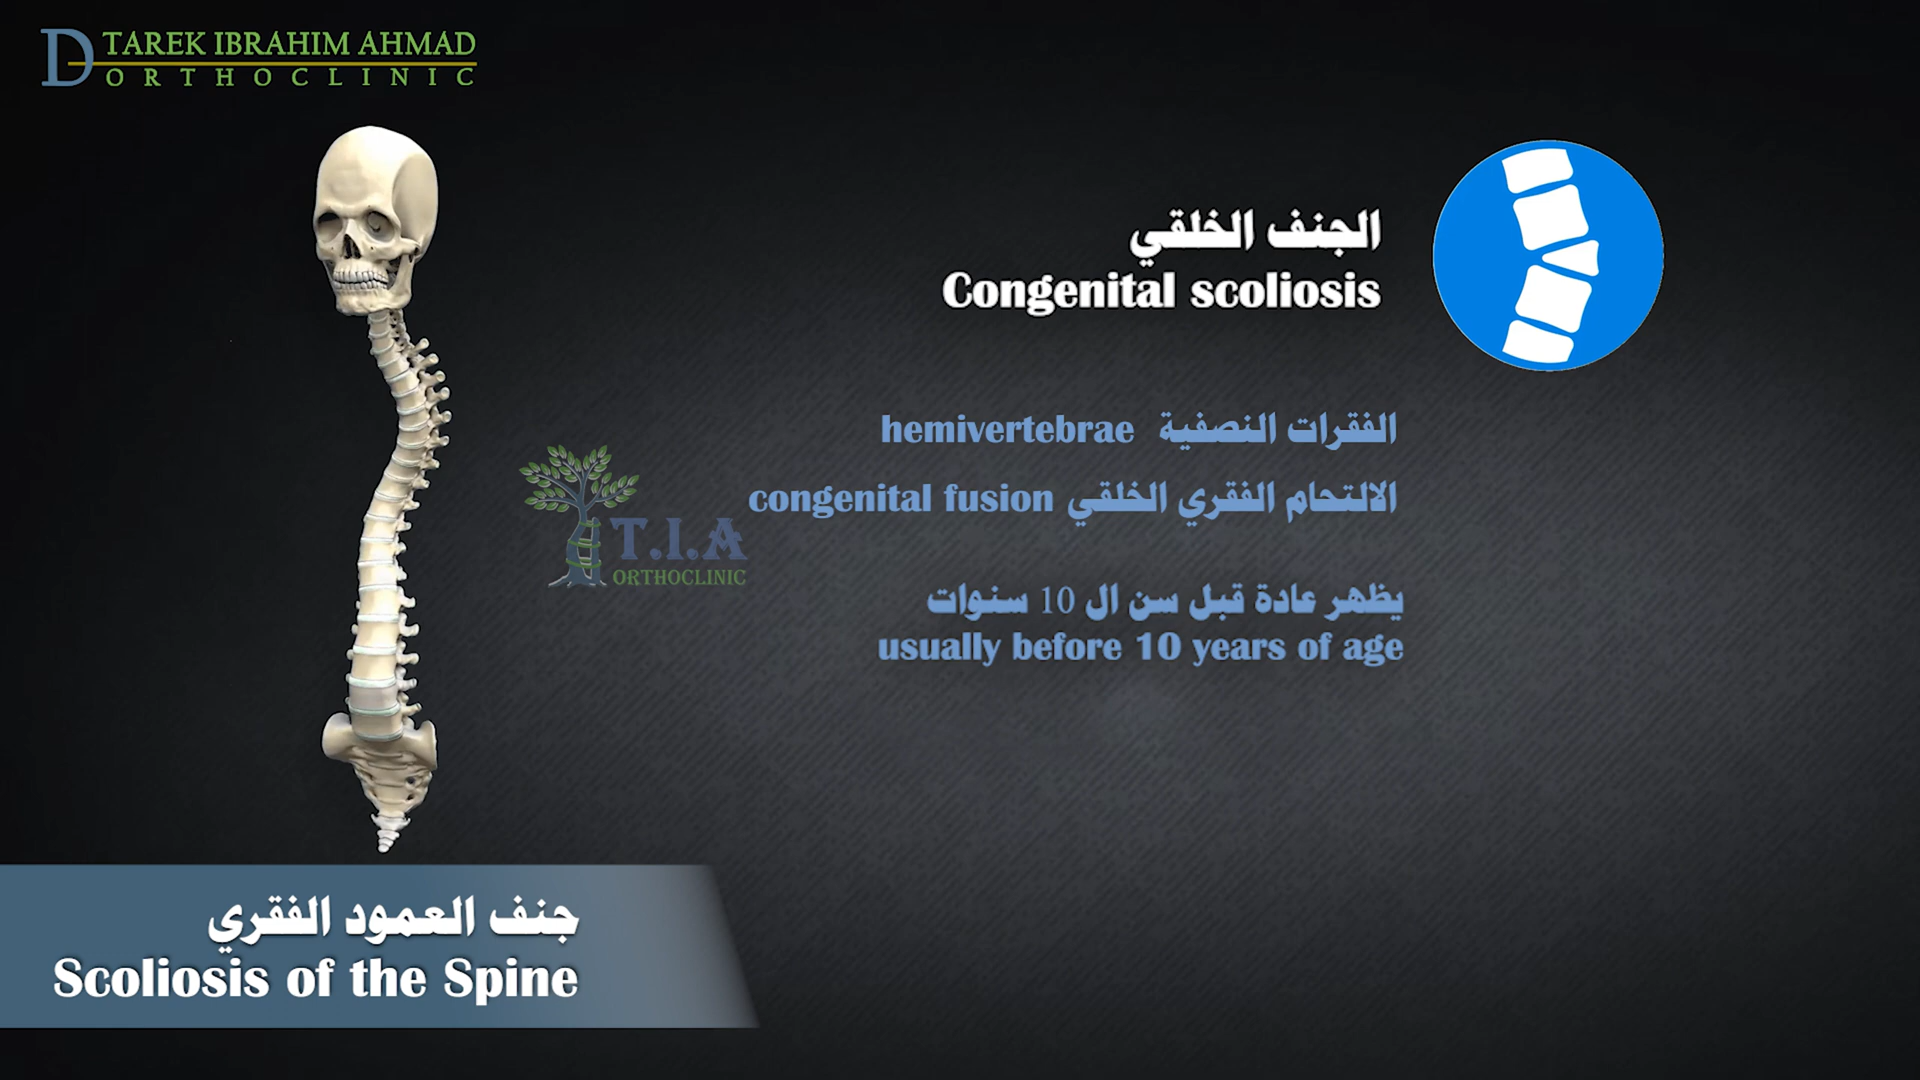 D TAREK IBRAHIM AHMAD
ORTHOCLINIC
الجنف الخلقي
Congenital scoliosis
الفقرات النصفية hemivertebrae
الالتحام الفقري الخلقي congenital fusion
T.I.A
ORTHOCLINIC
يظهر عادة قبل سن ال 10 سنوات
usually before 10 years of age
جنف العمود الفقري
Scoliosis of the Spine